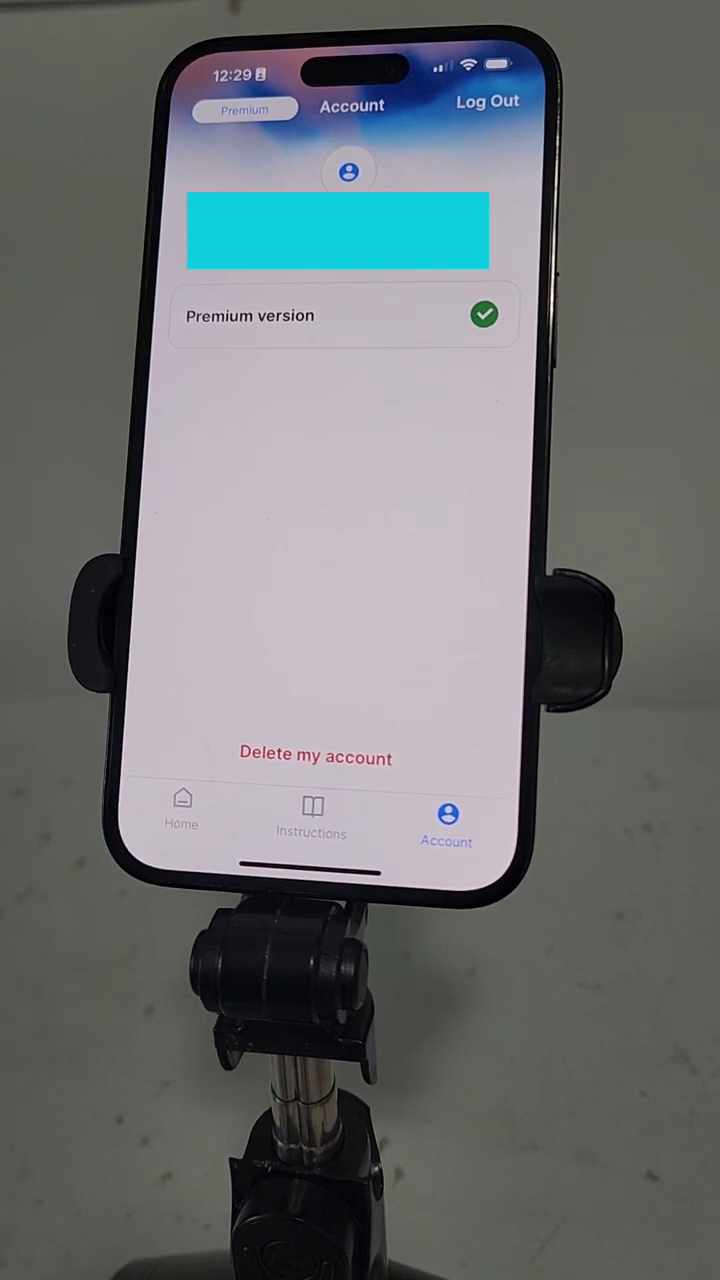 12:29
Premium Account Log Out
Premium version
Delete my account
Home Instructions Account